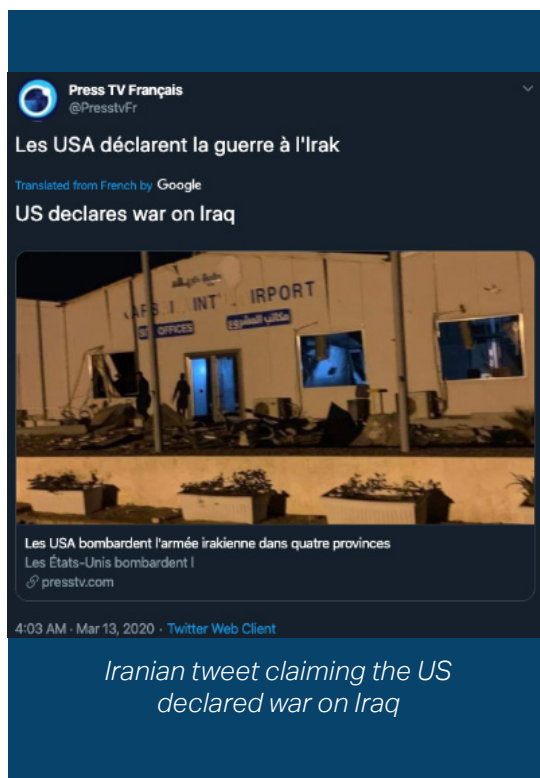 Press TV Français
@PresstvFr
Les USA déclarent la guerre à l'Irak
Translated from French by Google
US declares war on Iraq
INT' IRPORT
OFFICES
مكاتب المشروع
Les USA bombardent l'armée irakienne dans quatre provinces
Les États-Unis bombardent l
presstv.com
4:03 AM · Mar 13, 2020 · Twitter Web Client
Iranian tweet claiming the US
declared war on Iraq